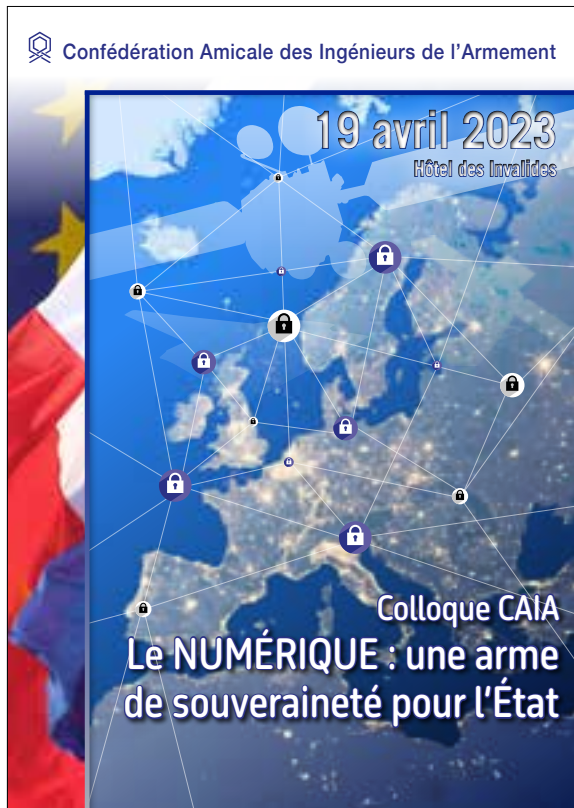 Confédération Amicale des Ingénieurs de l'Armement
19 avril 2023
Hôtel des Invalides
Colloque CAIA
Le NUMÉRIQUE : une arme
de souveraineté pour l'État